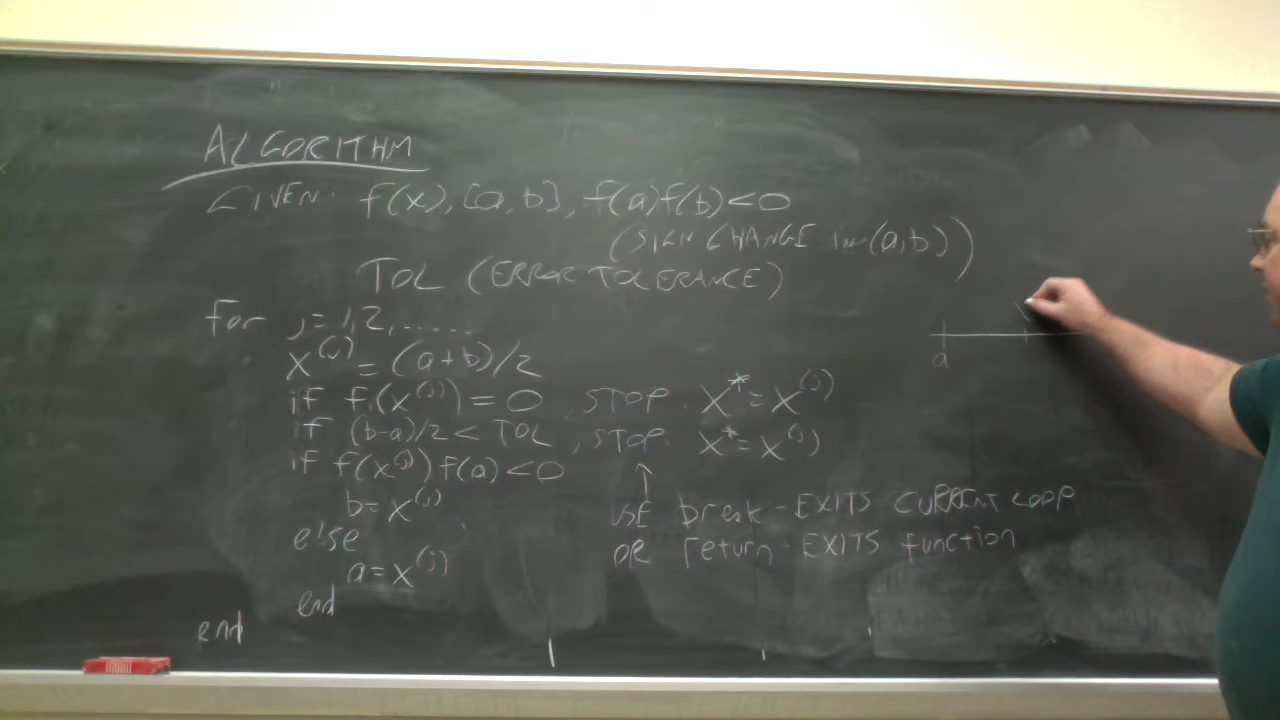 ALGORITHM
GIVEN: f(x), [a,b], f(a)f(b)<0
(SIGN CHANGE in (a,b))
TOL (ERROR TOLERANCE)
for j=1,2,......
x^(j) = (a+b)/2
if f(x^(j))=0, STOP. x*=x^(j)
if (b-a)/2 < TOL, STOP. x*=x^(j)
if f(x^(j))f(a)<0
b=x^(j)
else
a=x^(j)
end
end
↑
USE break - EXITS CURRENT LOOP
OR return - EXITS function
a